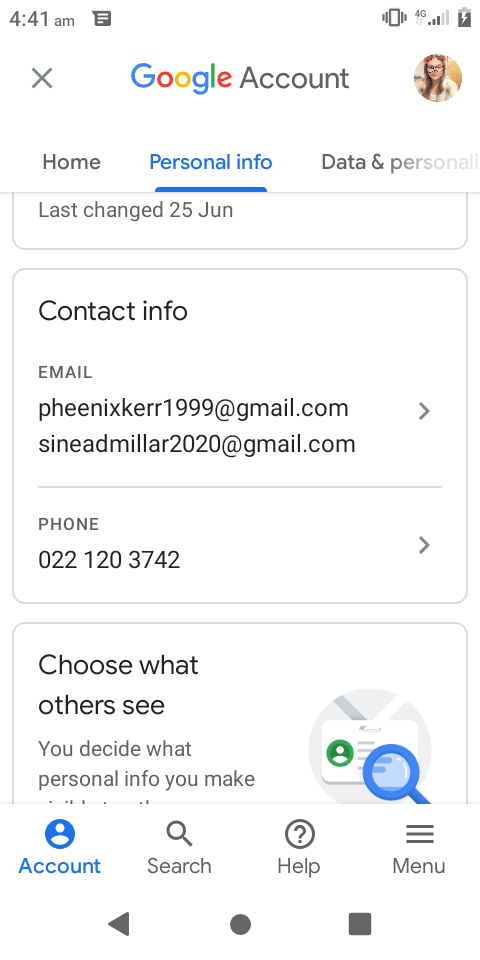 4:41 am
4G
Google Account
Home Personal info Data & personali
Last changed 25 Jun
Contact info
EMAIL
pheenixkerr1999@gmail.com
sineadmillar2020@gmail.com
PHONE
022 120 3742
Choose what
others see
You decide what
personal info you make
Account Search Help Menu